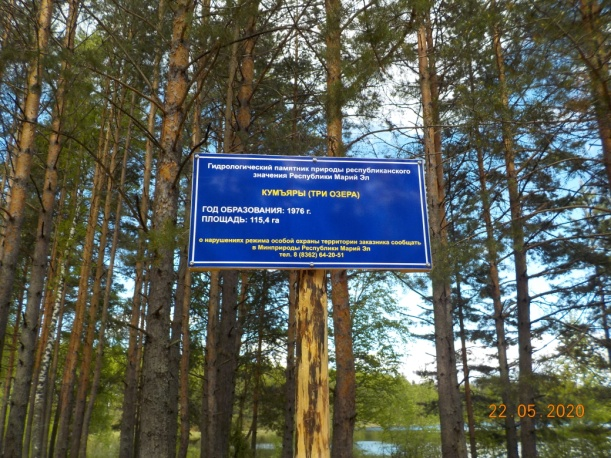 Гидрологический памятник природы республиканского
значения Республики Марий Эл
КУМЪЯРЫ (ТРИ ОЗЕРА)
ГОД ОБРАЗОВАНИЯ: 1976 г.
ПЛОЩАДЬ: 115,4 га
о нарушениях режима особой охраны территории заказника сообщать
в Минприроды Республики Марий Эл
тел. 8 (8362) 64-20-51
22.05.2020